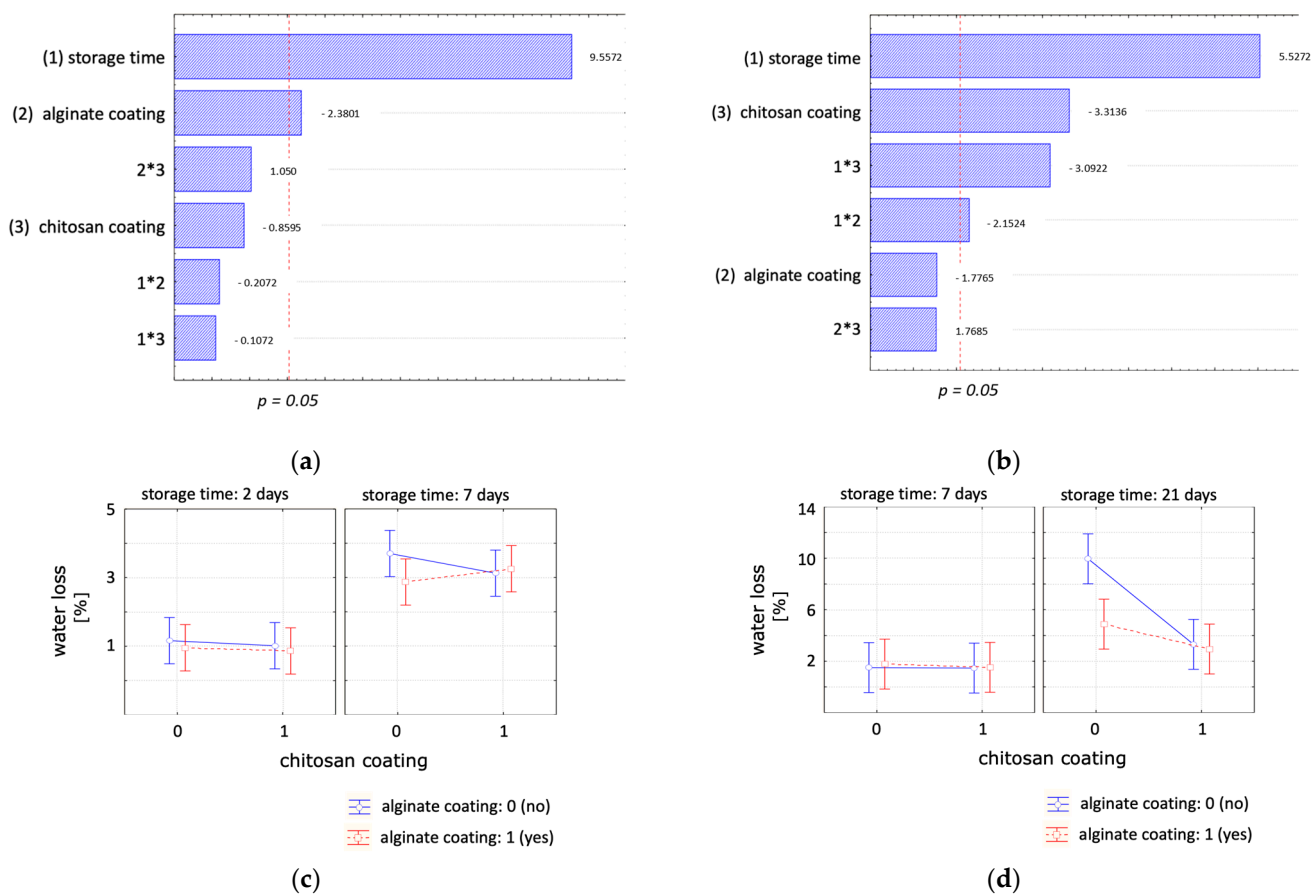 (1) storage time
9.5572
(2) alginate coating
- 2.3801
2*3
1.050
(3) chitosan coating
- 0.8595
1*2
- 0.2072
1*3
- 0.1072
p = 0.05
(a)
(1) storage time
5.5272
(3) chitosan coating
- 3.3136
1*3
- 3.0922
1*2
- 2.1524
(2) alginate coating
- 1.7765
2*3
1.7685
p = 0.05
(b)
storage time: 2 days
storage time: 7 days
5
3
1
water loss
[%]
0
1
0
1
chitosan coating
alginate coating: 0 (no)
alginate coating: 1 (yes)
(c)
storage time: 7 days
storage time: 21 days
14
10
6
2
water loss
[%]
0
1
0
1
chitosan coating
alginate coating: 0 (no)
alginate coating: 1 (yes)
(d)